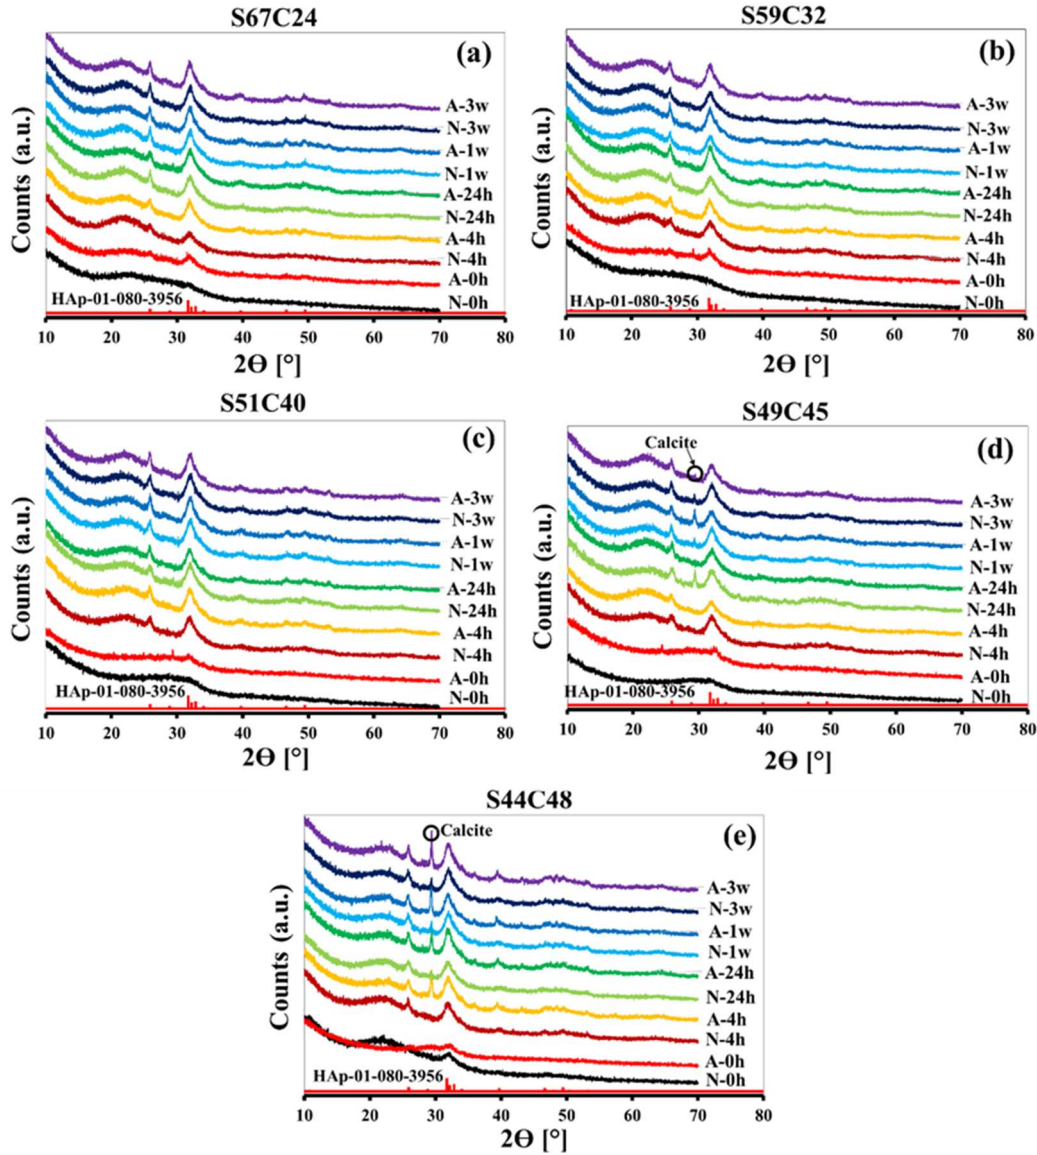 S67C24
(a)
Counts (a.u.)
A-3w
N-3w
A-1w
N-1w
A-24h
N-24h
A-4h
N-4h
A-0h
N-0h
HAp-01-080-3956
10 20 30 40 50 60 70 80
2Θ [°]
S59C32
(b)
Counts (a.u.)
A-3w
N-3w
A-1w
N-1w
A-24h
N-24h
A-4h
N-4h
A-0h
N-0h
HAp-01-080-3956
10 20 30 40 50 60 70 80
2Θ [°]
S51C40
(c)
Counts (a.u.)
A-3w
N-3w
A-1w
N-1w
A-24h
N-24h
A-4h
N-4h
A-0h
N-0h
HAp-01-080-3956
10 20 30 40 50 60 70 80
2Θ [°]
S49C45
(d)
Calcite
Counts (a.u.)
A-3w
N-3w
A-1w
N-1w
A-24h
N-24h
A-4h
N-4h
A-0h
N-0h
HAp-01-080-3956
10 20 30 40 50 60 70 80
2Θ [°]
S44C48
Calcite
(e)
Counts (a.u.)
A-3w
N-3w
A-1w
N-1w
A-24h
N-24h
A-4h
N-4h
A-0h
N-0h
HAp-01-080-3956
10 20 30 40 50 60 70 80
2Θ [°]